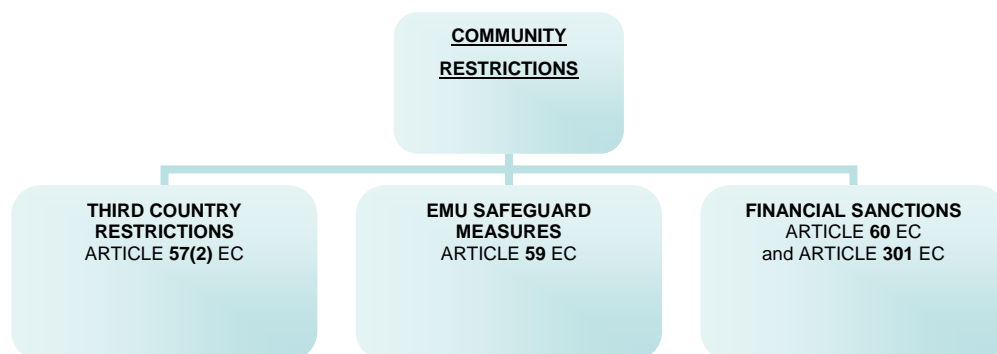 COMMUNITY
RESTRICTIONS
THIRD COUNTRY
RESTRICTIONS
ARTICLE 57(2) EC
EMU SAFEGUARD
MEASURES
ARTICLE 59 EC
FINANCIAL SANCTIONS
ARTICLE 60 EC
and ARTICLE 301 EC